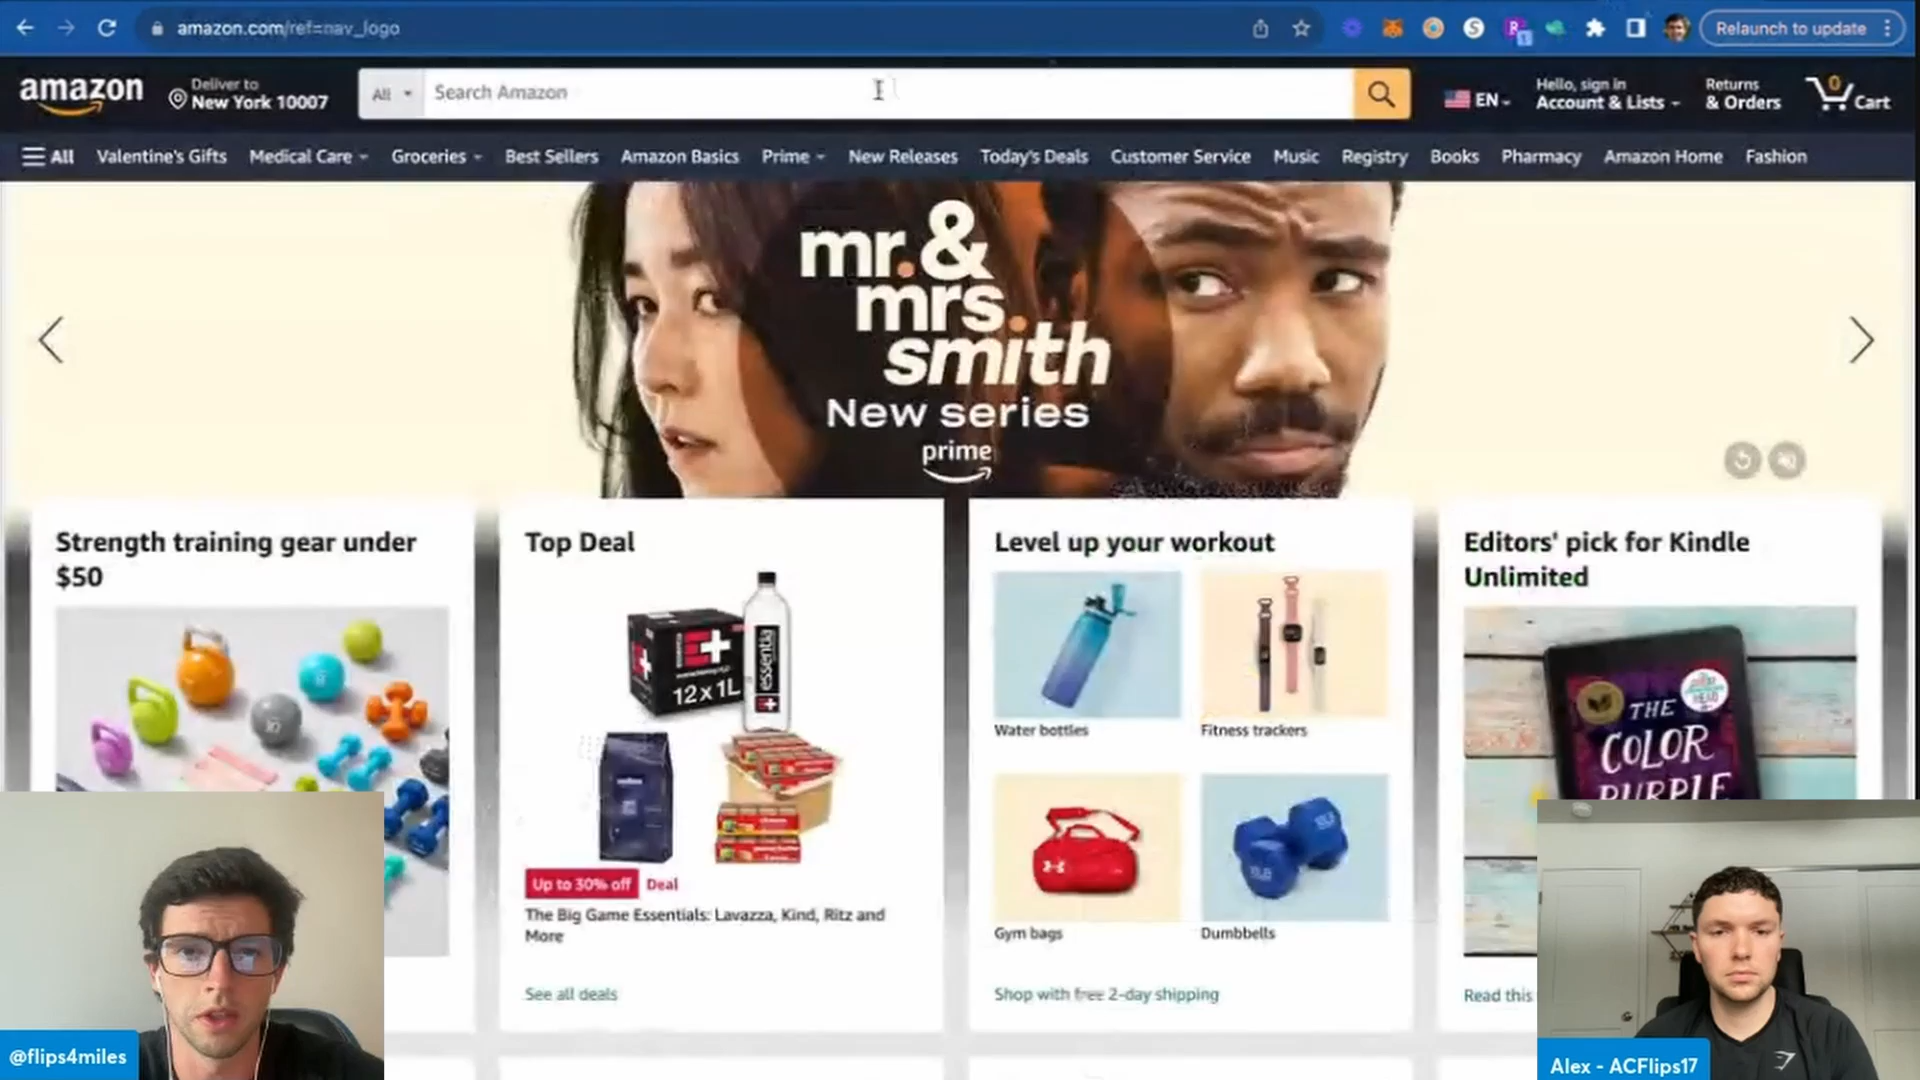 amazon.com/ref=nav_logo
Relaunch to update
amazon
Deliver to
New York 10007
All
Search Amazon
EN
Hello, sign in
Account & Lists
Returns
& Orders
0
Cart
All
Valentine's Gifts
Medical Care
Groceries
Best Sellers
Amazon Basics
Prime
New Releases
Today's Deals
Customer Service
Music
Registry
Books
Pharmacy
Amazon Home
Fashion
mr. &
mrs.
smith
New series
prime
Strength training gear under
$50
Top Deal
essentia
12 x 1L
Up to 30% off
Deal
The Big Game Essentials: Lavazza, Kind, Ritz and
More
See all deals
Level up your workout
Water bottles
Fitness trackers
Gym bags
Dumbbells
Shop with free 2-day shipping
Editors' pick for Kindle
Unlimited
THE
COLOR
PURPLE
Read this
@flips4miles
Alex - ACFlips17